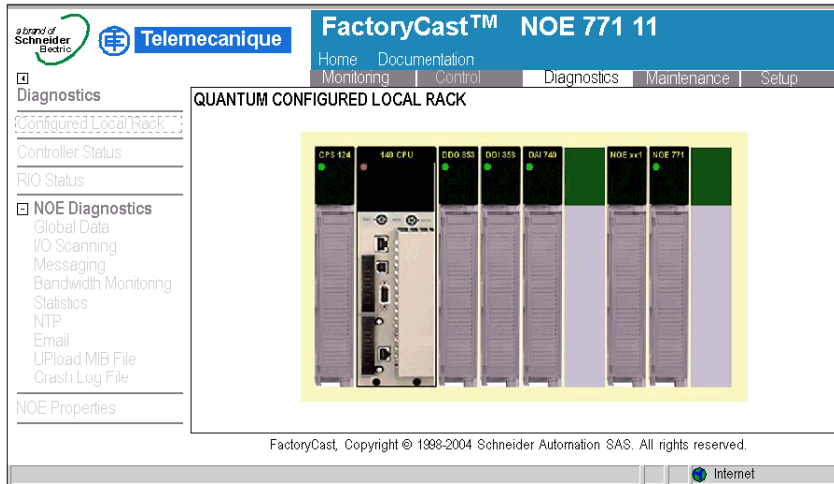 a brand of
Schneider
Electric
Telemecanique
FactoryCast™ NOE 771 11
Home Documentation
Monitoring Control Diagnostics Maintenance Setup
Diagnostics
Configured Local Rack
Controller Status
RIO Status
NOE Diagnostics
Global Data
I/O Scanning
Messaging
Bandwidth Monitoring
Statistics
NTP
Email
UPload MIB File
Crash Log File
NOE Properties
QUANTUM CONFIGURED LOCAL RACK
CPS 124 140 CPU DDO 353 DDI 353 DAI 740 NOE xx1 NOE 771
FactoryCast, Copyright © 1998-2004 Schneider Automation SAS. All rights reserved.
Internet